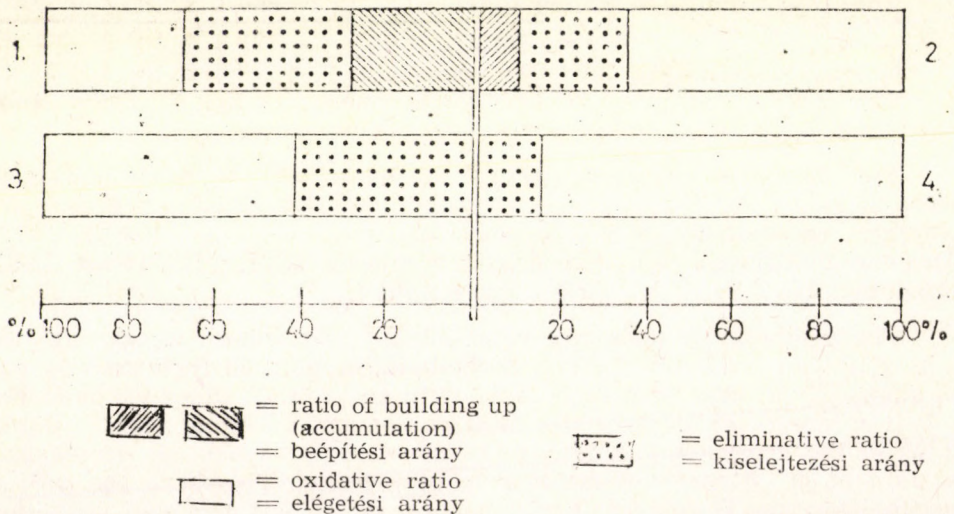 1. 2
3. 4.
% 100 80 60 40 20 20 40 60 80 100%
= ratio of building up
(accumulation)
= beépítési arány
= oxidative ratio
= elégetési arány
= eliminative ratio
= kiselejtezési arány